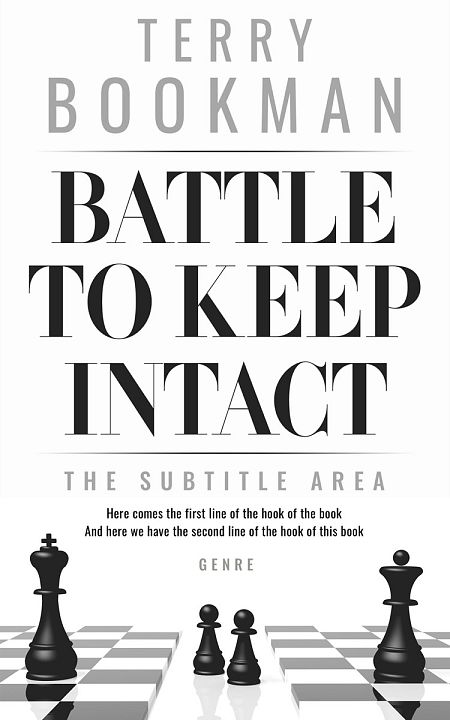 TERRY
BOOKMAN
BATTLE
TO KEEP
INTACT
THE SUBTITLE AREA
Here comes the first line of the hook of the book
And here we have the second line of the hook of this book
GENRE